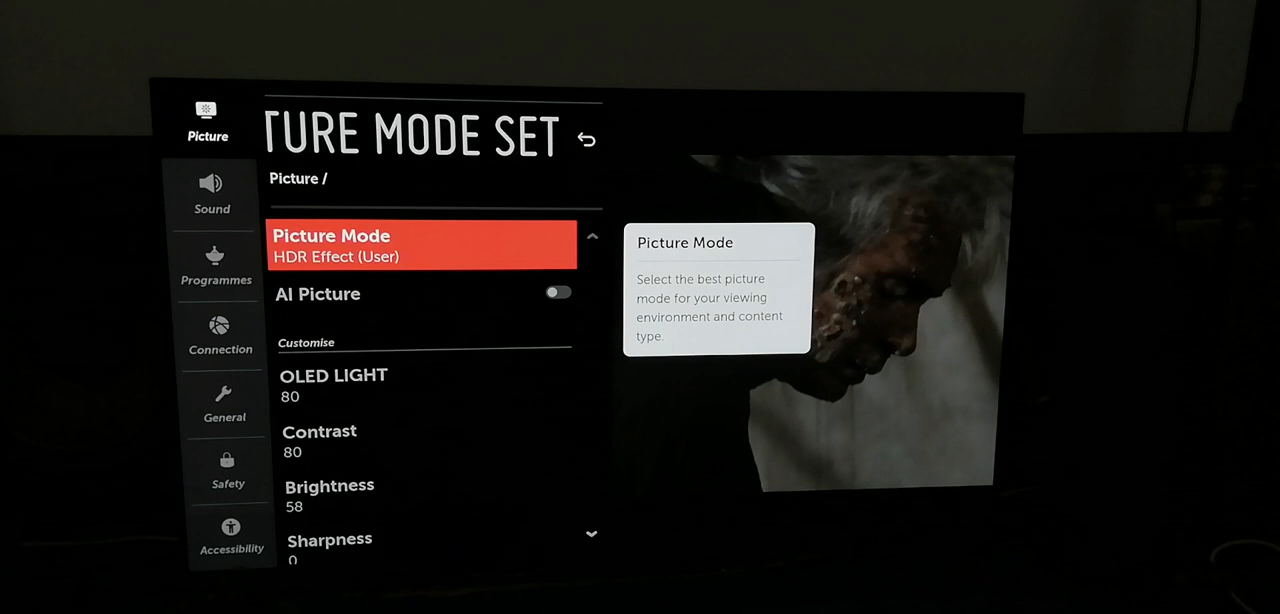 Picture
Sound
Programmes
Connection
General
Safety
Accessibility
TURE MODE SET
Picture /
Picture Mode
HDR Effect (User)
AI Picture
Customise
OLED LIGHT
80
Contrast
80
Brightness
58
Sharpness
0
Picture Mode
Select the best picture
mode for your viewing
environment and content
type.